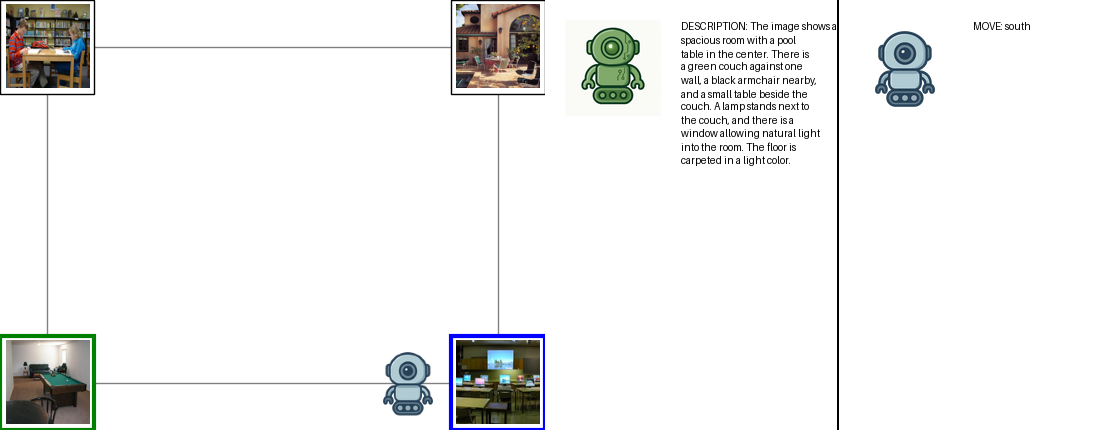 DESCRIPTION: The image shows a
spacious room with a pool
table in the center. There is
a green couch against one
wall, a black armchair nearby,
and a small table beside the
couch. A lamp stands next to
the couch, and there is a
window allowing natural light
into the room. The floor is
carpeted in a light color.
MOVE: south